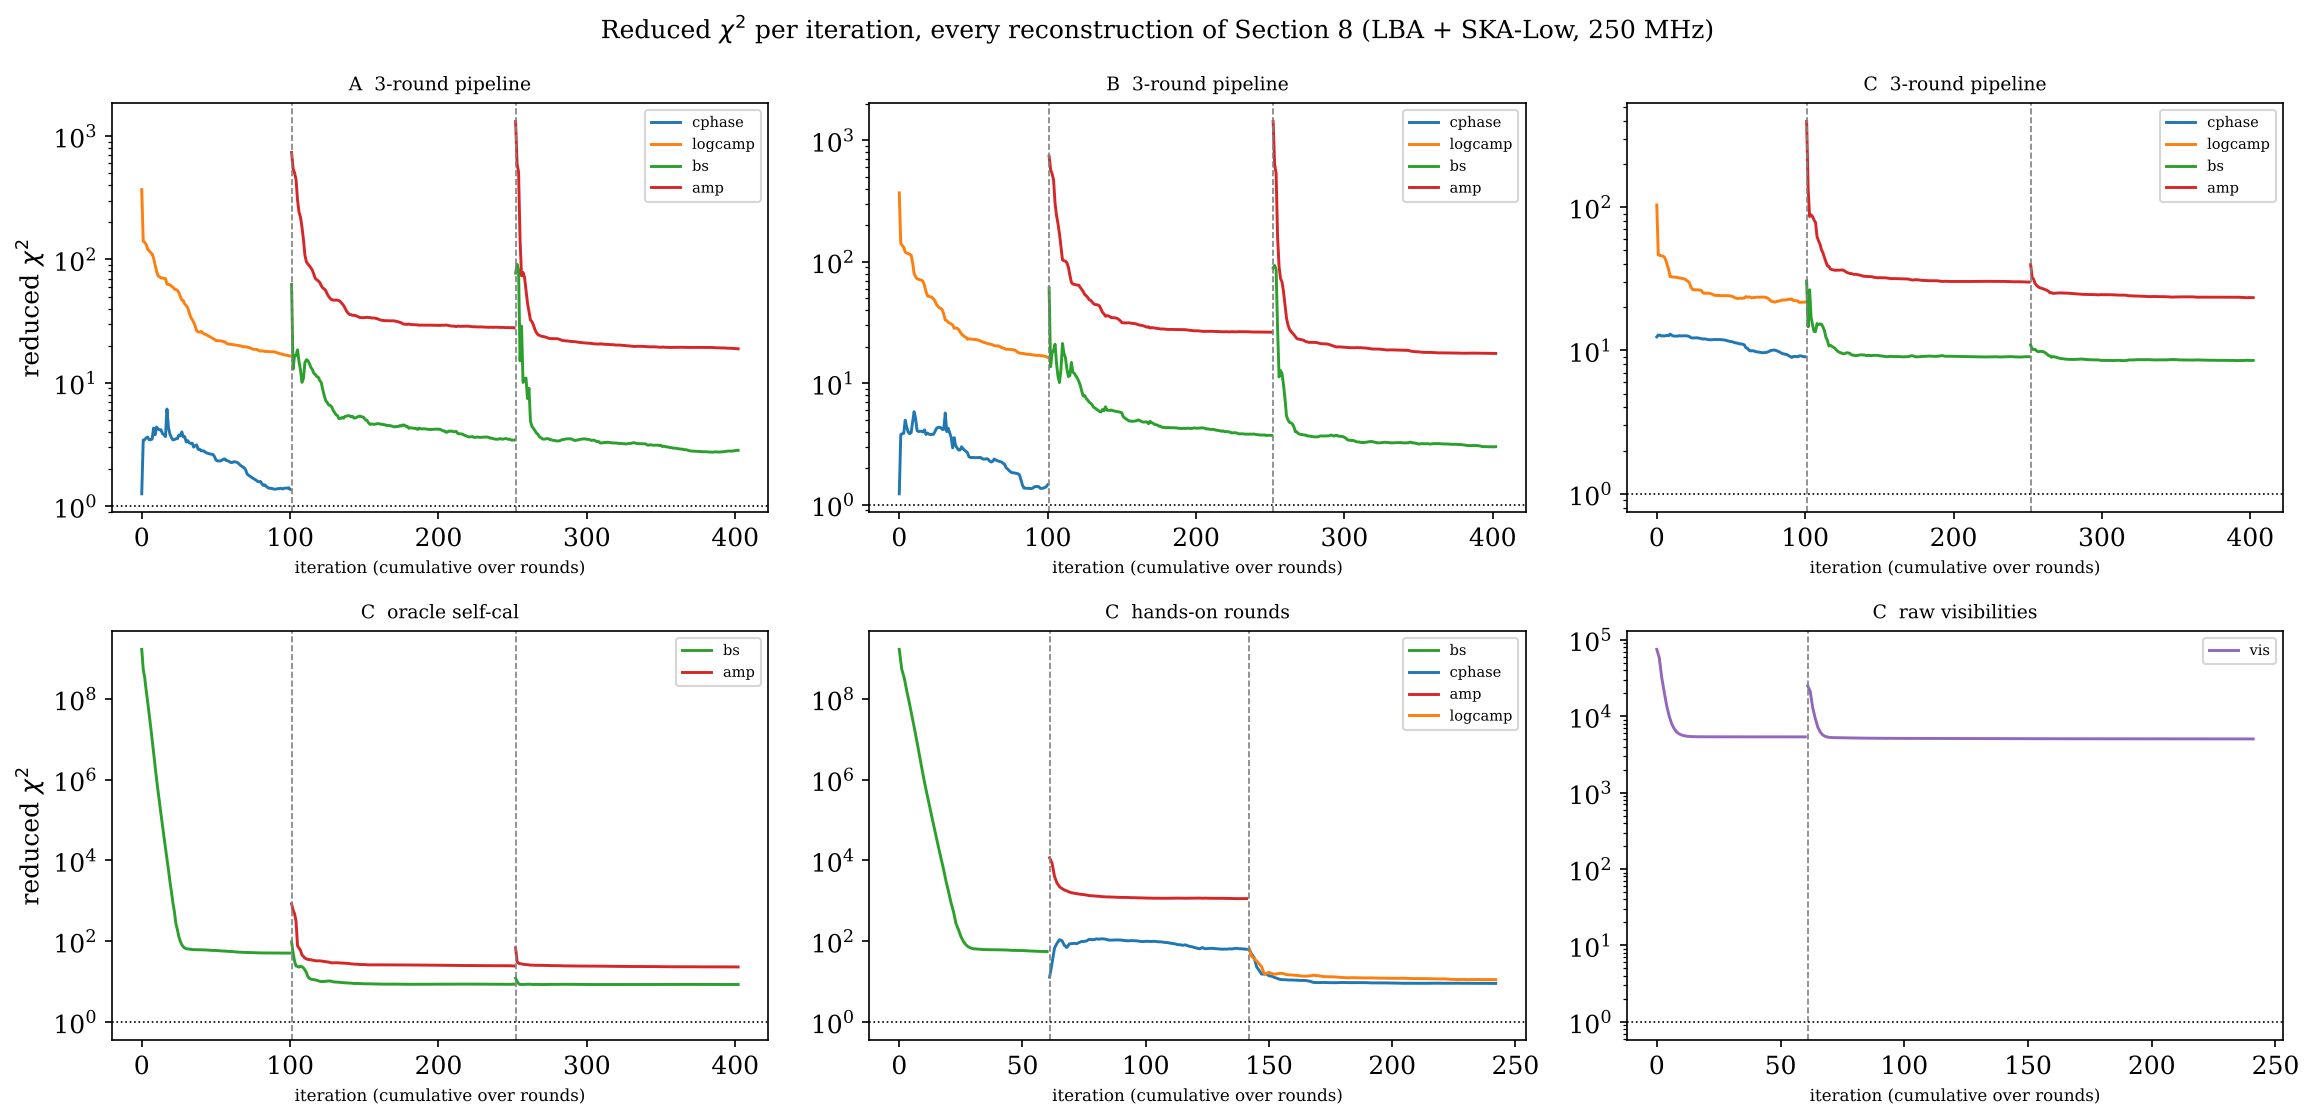 Reduced χ² per iteration, every reconstruction of Section 8 (LBA + SKA-Low, 250 MHz)
A 3-round pipeline
reduced χ²
10³
10²
10¹
10⁰
0 100 200 300 400
iteration (cumulative over rounds)
cphase
logcamp
bs
amp
B 3-round pipeline
10³
10²
10¹
10⁰
0 100 200 300 400
iteration (cumulative over rounds)
cphase
logcamp
bs
amp
C 3-round pipeline
10²
10¹
10⁰
0 100 200 300 400
iteration (cumulative over rounds)
cphase
logcamp
bs
amp
C oracle self-cal
reduced χ²
10⁸
10⁶
10⁴
10²
10⁰
0 100 200 300 400
iteration (cumulative over rounds)
bs
amp
C hands-on rounds
10⁸
10⁶
10⁴
10²
10⁰
0 50 100 150 200 250
iteration (cumulative over rounds)
bs
cphase
amp
logcamp
C raw visibilities
10⁵
10⁴
10³
10²
10¹
10⁰
0 50 100 150 200 250
iteration (cumulative over rounds)
vis